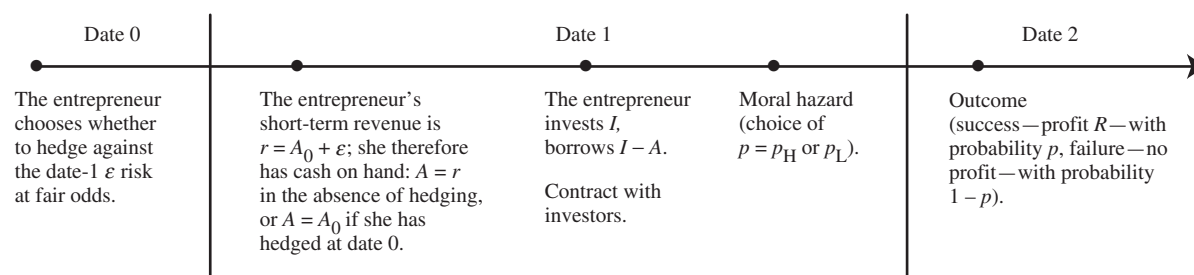 Date 0
Date 1
Date 2
The entrepreneur
chooses whether
to hedge against
the date-1 ε risk
at fair odds.
The entrepreneur’s
short-term revenue is
r = A0 + ε; she therefore
has cash on hand: A = r
in the absence of hedging,
or A = A0 if she has
hedged at date 0.
The entrepreneur
invests I,
borrows I – A.
Contract with
investors.
Moral hazard
(choice of
p = pH or pL).
Outcome
(success—profit R—with
probability p, failure—no
profit—with probability
1 – p).